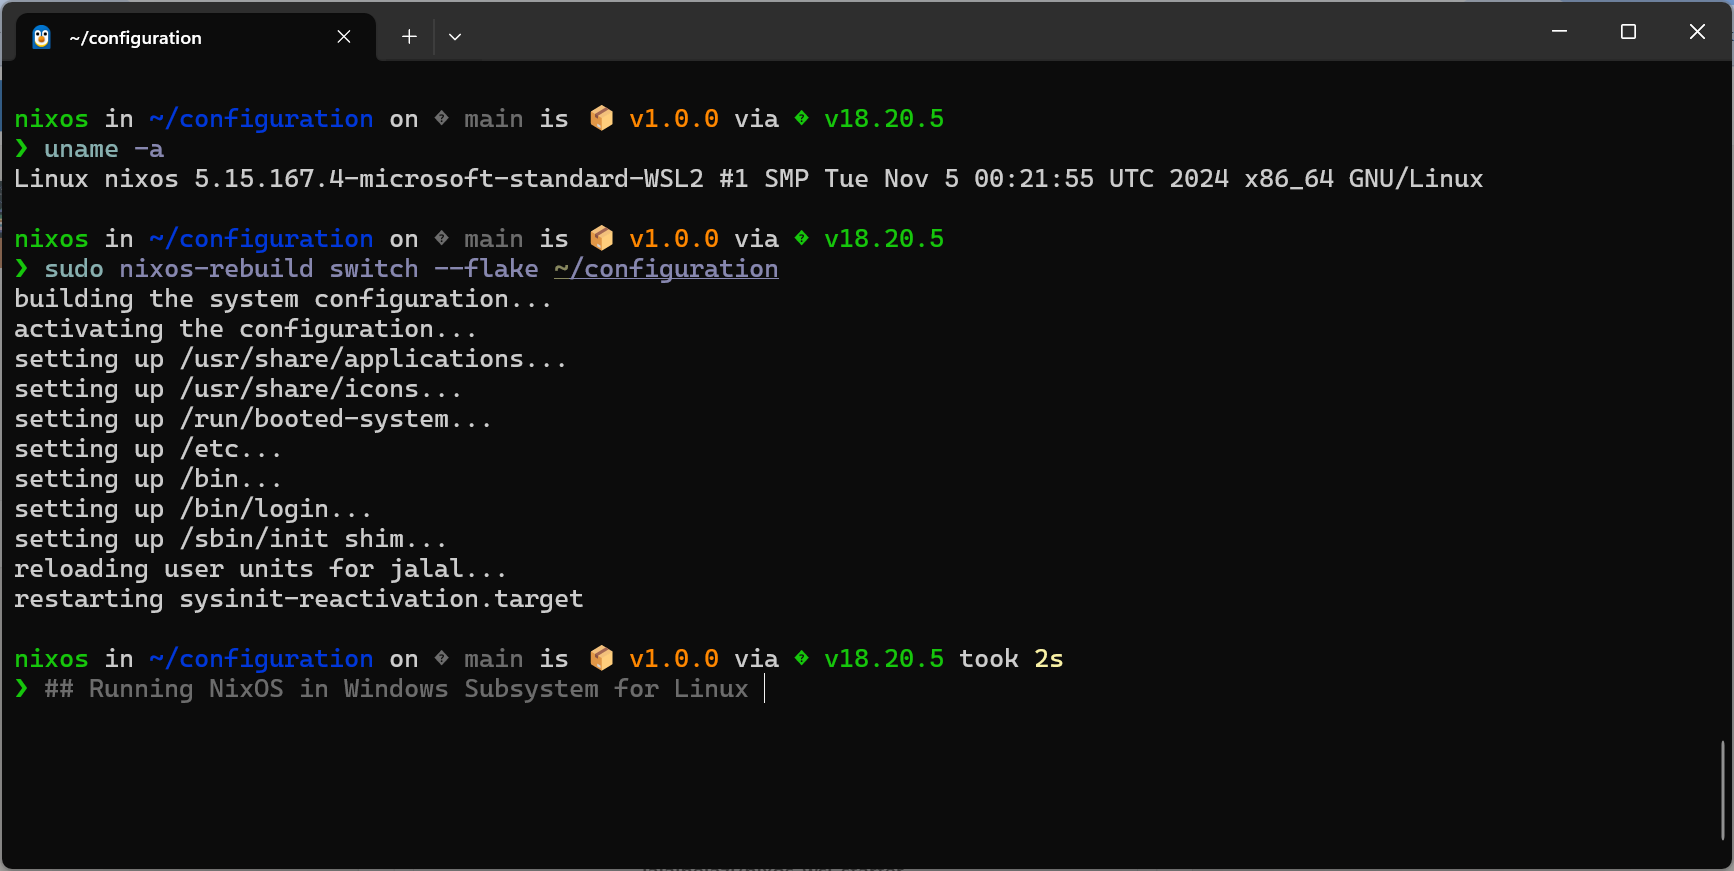 ~/configuration
nixos in ~/configuration on � main is 📦 v1.0.0 via � v18.20.5
❯ uname -a
Linux nixos 5.15.167.4-microsoft-standard-WSL2 #1 SMP Tue Nov 5 00:21:55 UTC 2024 x86_64 GNU/Linux
nixos in ~/configuration on � main is 📦 v1.0.0 via � v18.20.5
❯ sudo nixos-rebuild switch --flake ~/configuration
building the system configuration...
activating the configuration...
setting up /usr/share/applications...
setting up /usr/share/icons...
setting up /run/booted-system...
setting up /etc...
setting up /bin...
setting up /bin/login...
setting up /sbin/init shim...
reloading user units for jalal...
restarting sysinit-reactivation.target
nixos in ~/configuration on � main is 📦 v1.0.0 via � v18.20.5 took 2s
❯ ## Running NixOS in Windows Subsystem for Linux